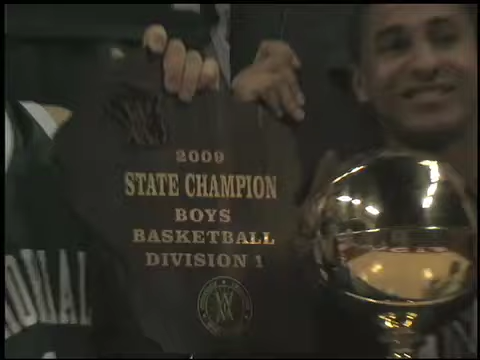 2009
STATE CHAMPION
BOYS
BASKETBALL
DIVISION 1